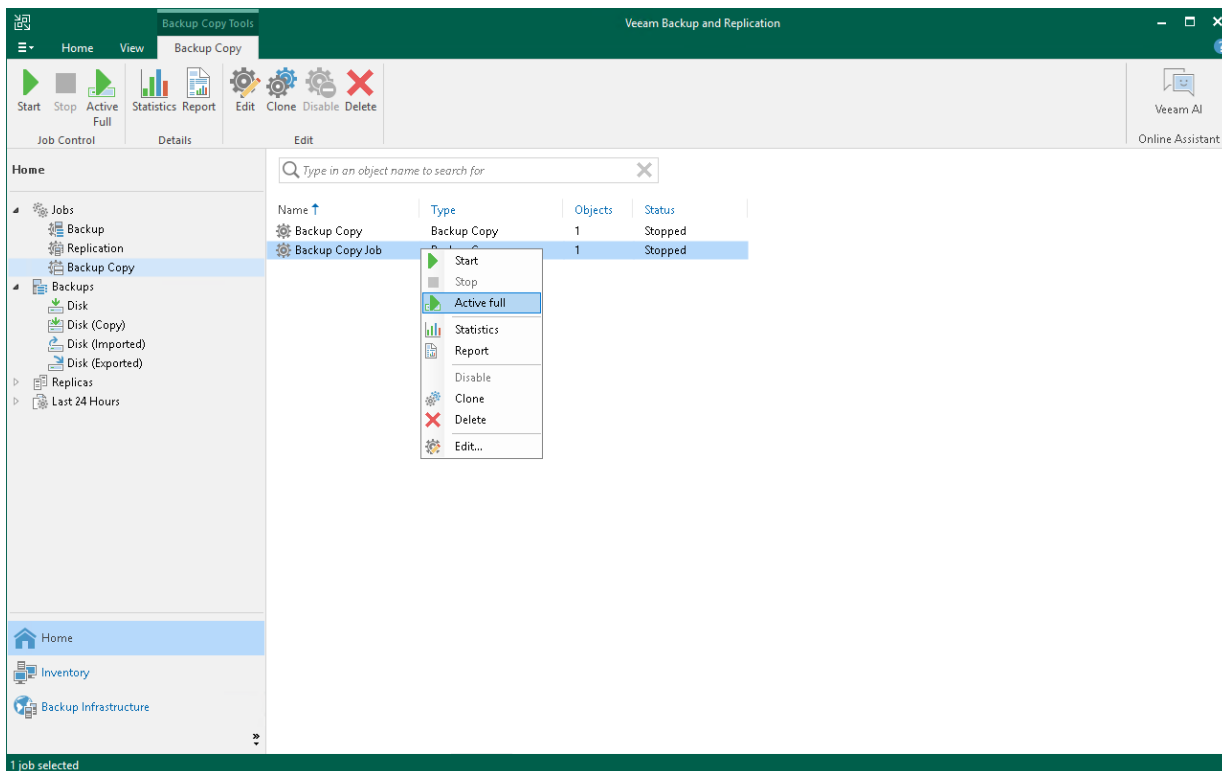 Backup Copy Tools
Veeam Backup and Replication
Home View Backup Copy
Start Stop Active Full Statistics Report Edit Clone Disable Delete
Veeam AI
Job Control Details Edit Online Assistant
Home
Type in an object name to search for
Jobs
Backup
Replication
Backup Copy
Backups
Disk
Disk (Copy)
Disk (Imported)
Disk (Exported)
Replicas
Last 24 Hours
Name Type Objects Status
Backup Copy Backup Copy 1 Stopped
Backup Copy Job 1 Stopped
Start
Stop
Active full
Statistics
Report
Disable
Clone
Delete
Edit...
Home
Inventory
Backup Infrastructure
1 job selected